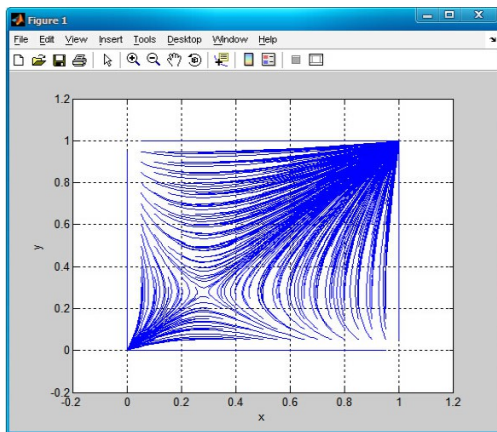 Figure 1
File Edit View Insert Tools Desktop Window Help
1.2
1
0.8
0.6
0.4
0.2
0
-0.2
y
-0.2 0 0.2 0.4 0.6 0.8 1 1.2
x